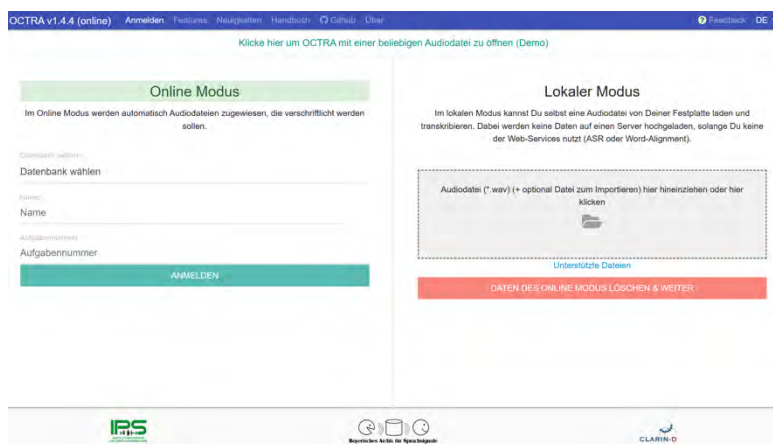 OCTRA v1.4.4 (online) Anmelden Features Neuigkeiten Handbuch Github Über Feedback DE
Klicke hier um OCTRA mit einer beliebigen Audiodatei zu öffnen (Demo)
Online Modus
Im Online Modus werden automatisch Audiodateien zugewiesen, die verschriftlicht werden
sollen.
Datenbank wählen
Datenbank wählen
Name
Name
Aufgabennummer
Aufgabennummer
ANMELDEN
Lokaler Modus
Im lokalen Modus kannst Du selbst eine Audiodatei von Deiner Festplatte laden und
transkribieren. Dabei werden keine Daten auf einen Server hochgeladen, solange Du keine
der Web-Services nutzt (ASR oder Word-Alignment).
Audiodatei (*.wav) (+ optional Datei zum Importieren) hier hineinziehen oder hier
klicken
Unterstützte Dateien
DATEN DES ONLINE MODUS LÖSCHEN & WEITER
IPS
Bayerisches Archiv für Sprachsignale
CLARIN-D